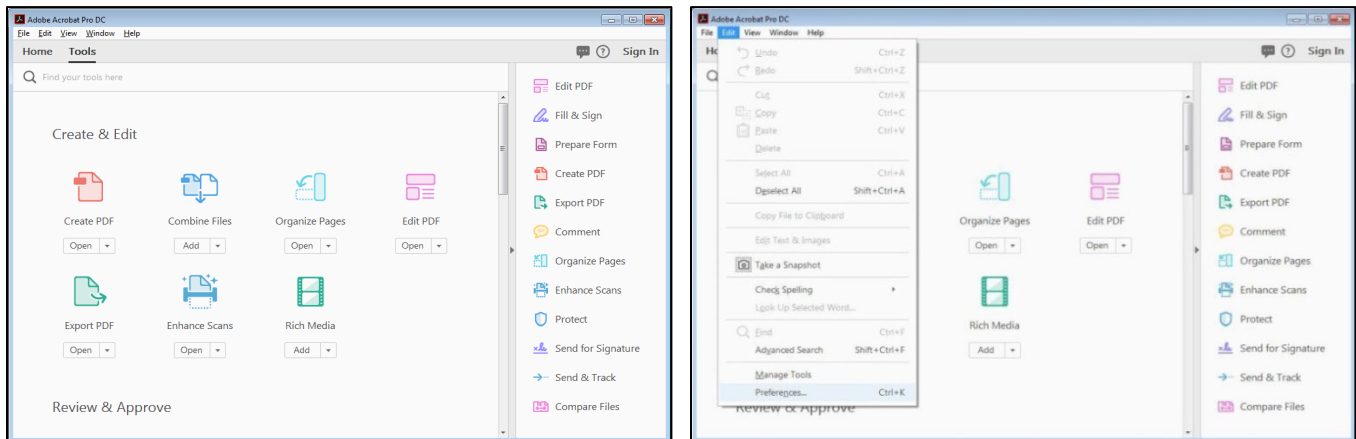 Adobe Acrobat Pro DC
File Edit View Window Help
Home Tools
Sign In
Find your tools here
Create & Edit
Create PDF Combine Files Organize Pages Edit PDF
Open Add Open Open
Export PDF Enhance Scans Rich Media
Open Open Add
Review & Approve
Edit PDF
Fill & Sign
Prepare Form
Create PDF
Export PDF
Comment
Organize Pages
Enhance Scans
Protect
Send for Signature
Send & Track
Compare Files
Adobe Acrobat Pro DC
File Edit View Window Help
Ho
Sign In
Undo Ctrl+Z
Redo Shift+Ctrl+Z
Cut Ctrl+X
Copy Ctrl+C
Paste Ctrl+V
Delete
Select All Ctrl+A
Deselect All Shift+Ctrl+A
Copy File to Clipboard
Edit Text & Images
Take a Snapshot
Check Spelling
Look Up Selected Word...
Find Ctrl+F
Advanced Search Shift+Ctrl+F
Manage Tools
Preferences... Ctrl+K
Organize Pages Edit PDF
Open Open
Rich Media
Add
Review & Approve
Edit PDF
Fill & Sign
Prepare Form
Create PDF
Export PDF
Comment
Organize Pages
Enhance Scans
Protect
Send for Signature
Send & Track
Compare Files